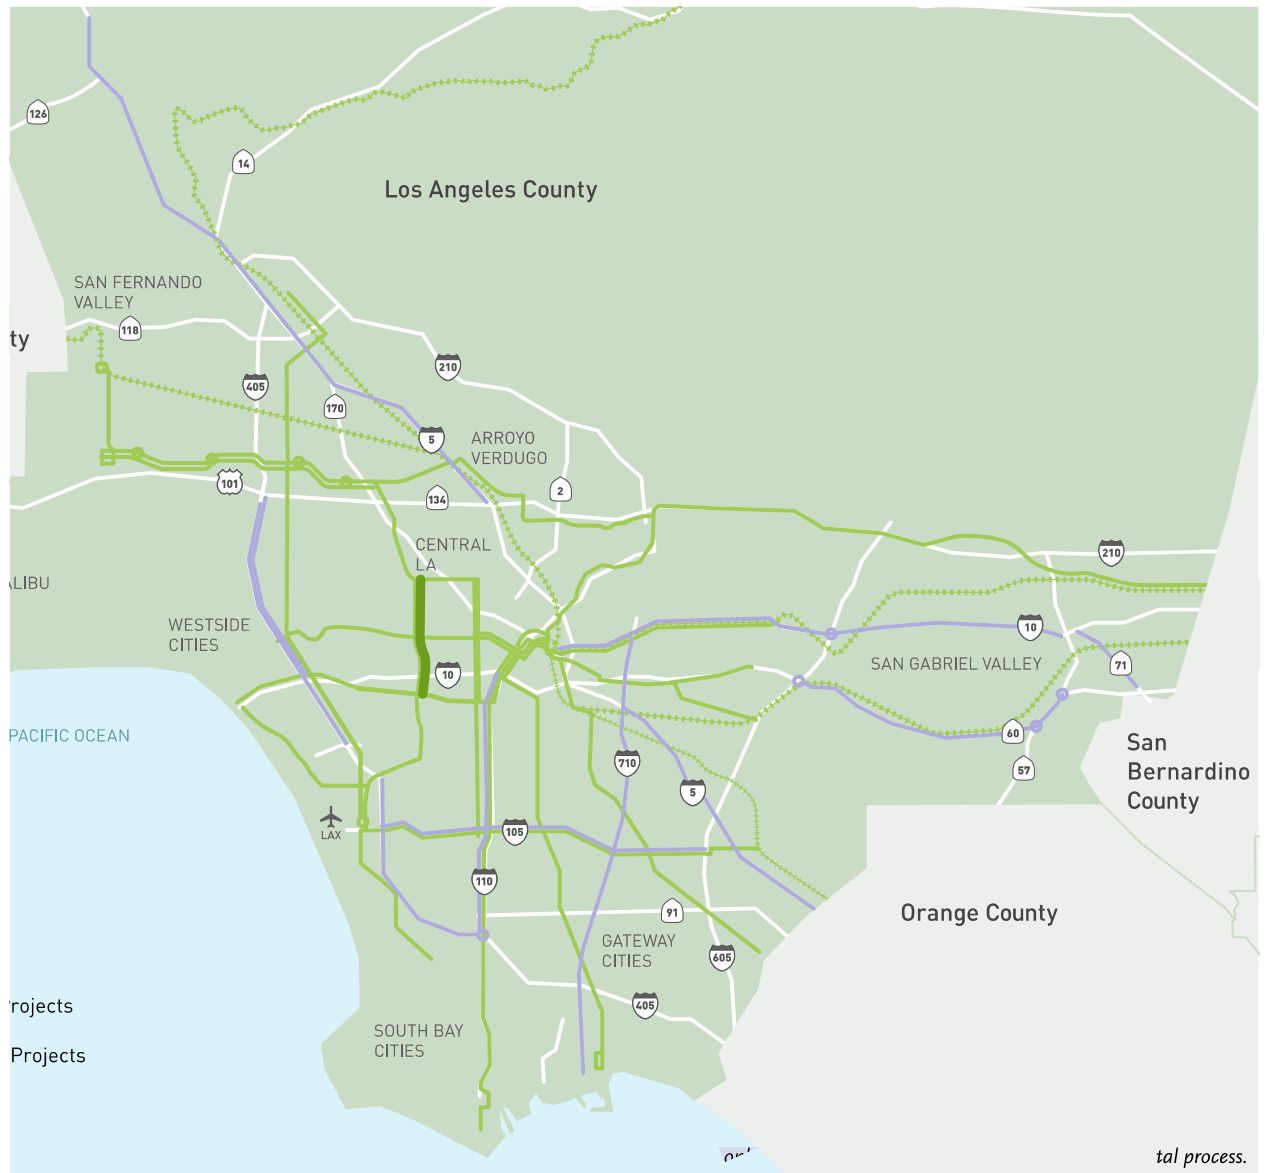 126
14
Los Angeles County
SAN FERNANDO
VALLEY
118
ty
210
405
170
5
ARROYO
VERDUGO
101
134
2
CENTRAL
LA
210
ALIBU
WESTSIDE
CITIES
10
10
SAN GABRIEL VALLEY
71
PACIFIC OCEAN
60
San
Bernardino
County
710
57
5
LAX
105
110
91
Orange County
GATEWAY
CITIES
605
rojects
405
SOUTH BAY
CITIES
Projects
tal process.